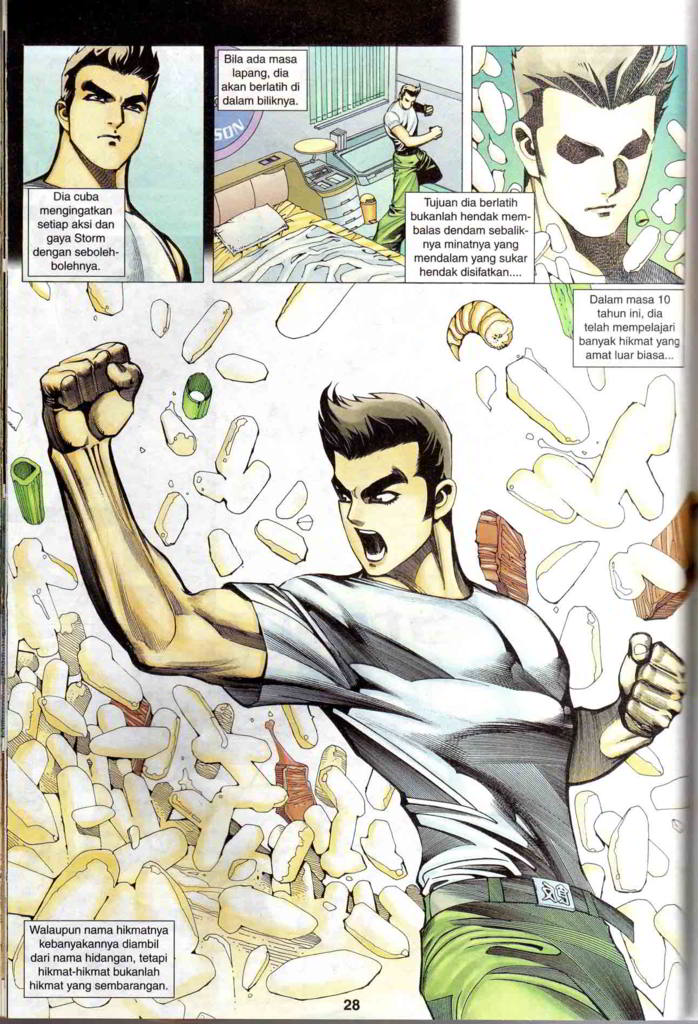 Dia cuba
mengingatkan
setiap aksi dan
gaya Storm
dengan seboleh-
bolehnya.
Bila ada masa
lapang, dia
akan berlatih di
dalam biliknya.
SON
Tujuan dia berlatih
bukanlah hendak mem-
balas dendam sebalik-
nya minatnya yang
mendalam yang sukar
hendak disifatkan....
Dalam masa 10
tahun ini, dia
telah mempelajari
banyak hikmat yang
amat luar biasa...
Walaupun nama hikmatnya
kebanyakannya diambil
dari nama hidangan, tetapi
hikmat-hikmat bukanlah
hikmat yang sembarangan.
28